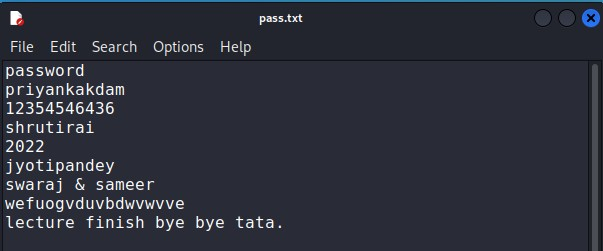 pass.txt
File Edit Search Options Help
password
priyankakdam
12354546436
shrutirai
2022
jyotipandey
swaraj & sameer
wefuogvduvbdwvwvve
lecture finish bye bye tata.